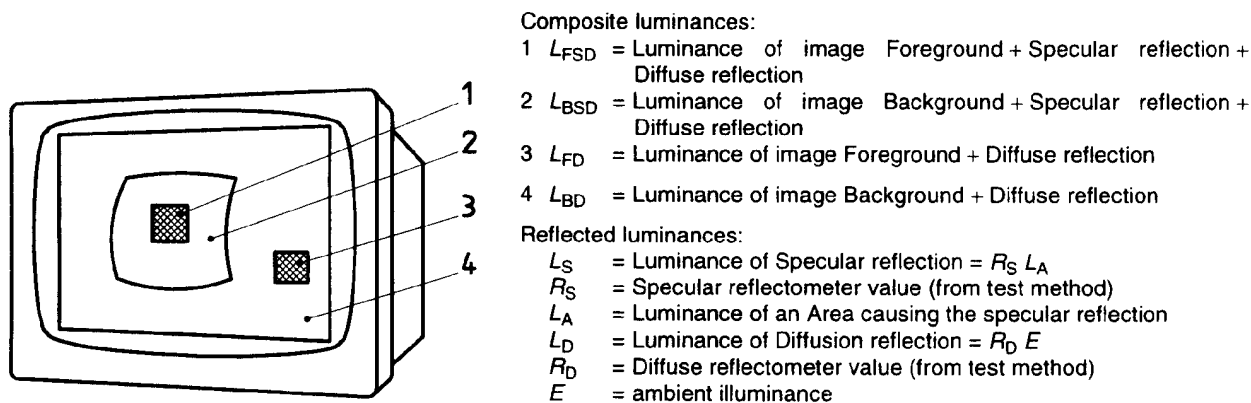 1
2
3
4
Composite luminances:
1 L_FSD = Luminance of image Foreground + Specular reflection +
Diffuse reflection
2 L_BSD = Luminance of image Background + Specular reflection +
Diffuse reflection
3 L_FD = Luminance of image Foreground + Diffuse reflection
4 L_BD = Luminance of image Background + Diffuse reflection
Reflected luminances:
L_S = Luminance of Specular reflection = R_S L_A
R_S = Specular reflectometer value (from test method)
L_A = Luminance of an Area causing the specular reflection
L_D = Luminance of Diffusion reflection = R_D E
R_D = Diffuse reflectometer value (from test method)
E = ambient illuminance